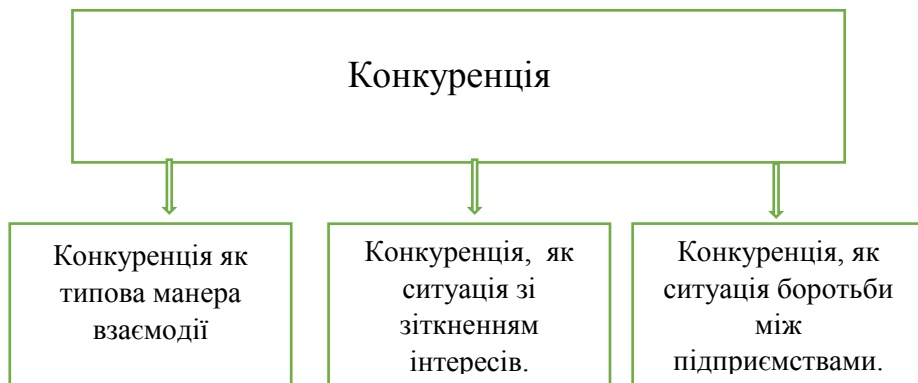 Конкуренція
Конкуренція як
типова манера
взаємодії
Конкуренція, як
ситуація зі
зіткненням
інтересів.
Конкуренція, як
ситуація боротьби
між
підприємствами.